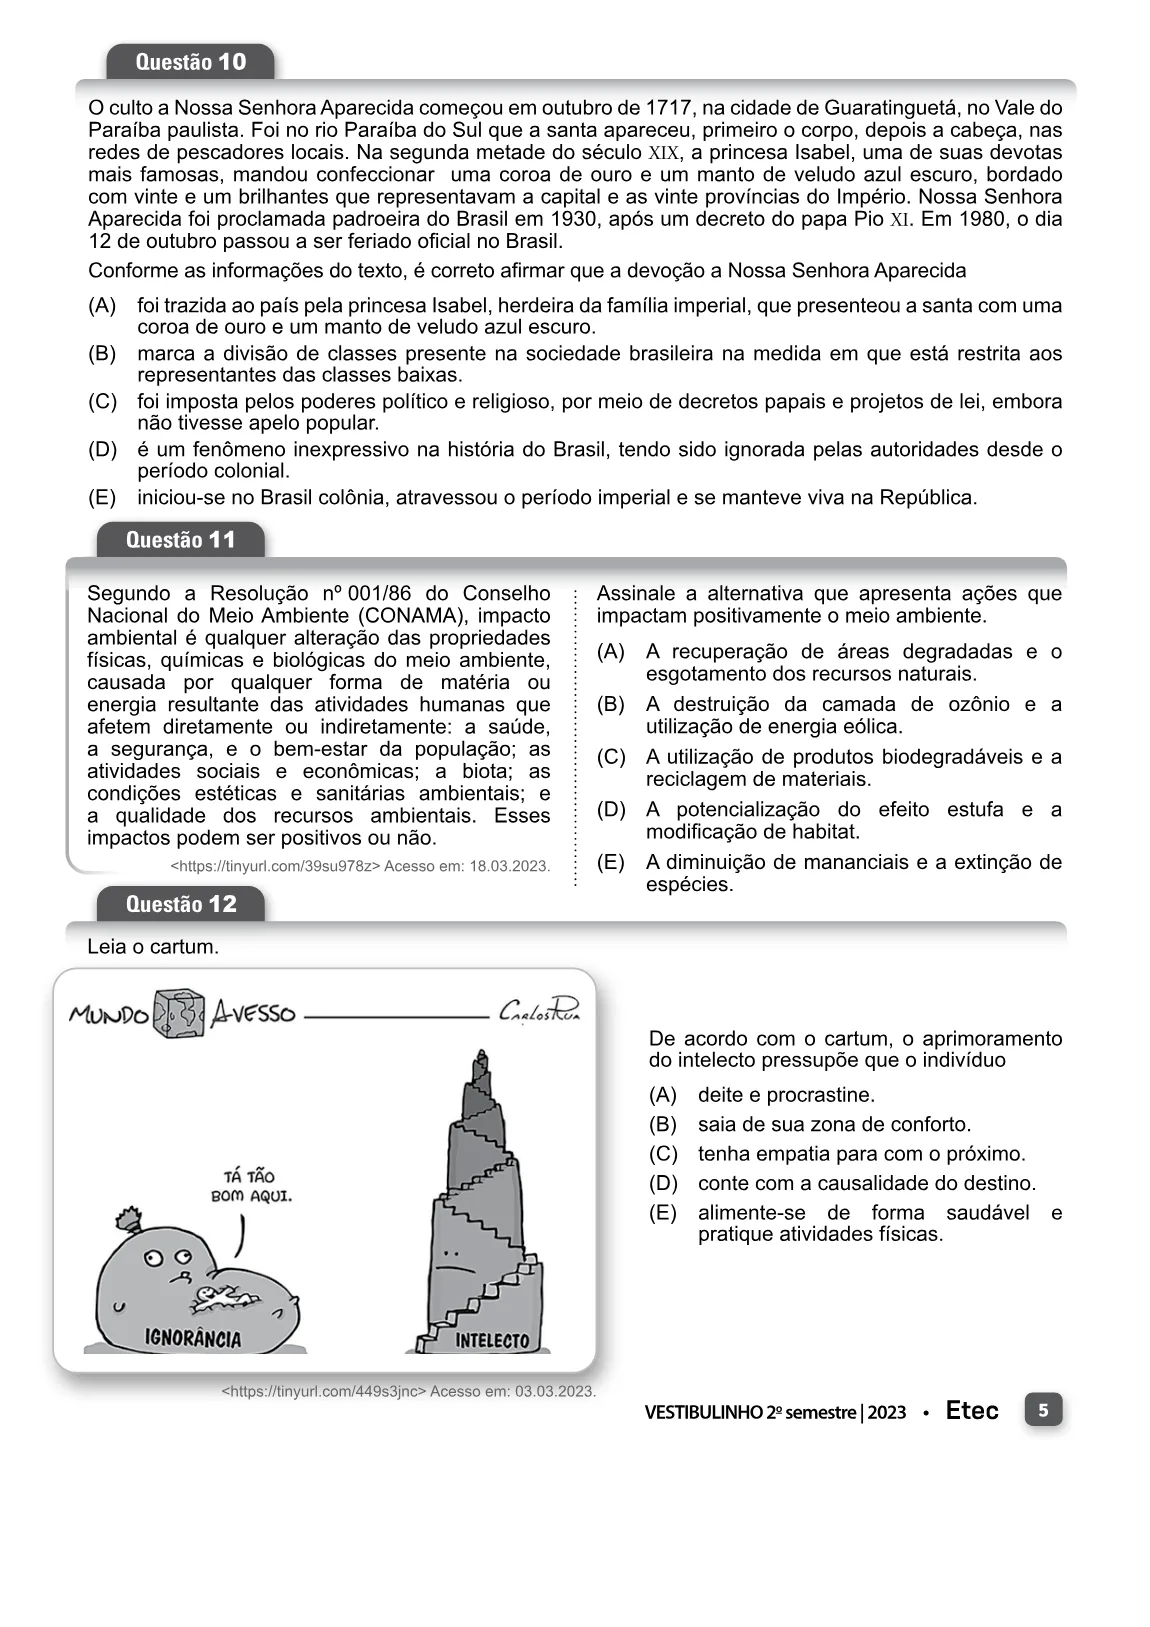 Questão 10
O culto a Nossa Senhora Aparecida começou em outubro de 1717, na cidade de Guaratinguetá, no Vale do
Paraíba paulista. Foi no rio Paraíba do Sul que a santa apareceu, primeiro o corpo, depois a cabeça, nas
redes de pescadores locais. Na segunda metade do século XIX, a princesa Isabel, uma de suas devotas
mais famosas, mandou confeccionar uma coroa de ouro e um manto de veludo azul escuro, bordado
com vinte e um brilhantes que representavam a capital e as vinte províncias do Império. Nossa Senhora
Aparecida foi proclamada padroeira do Brasil em 1930, após um decreto do papa Pio XI. Em 1980, o dia
12 de outubro passou a ser feriado oficial no Brasil.
Conforme as informações do texto, é correto afirmar que a devoção a Nossa Senhora Aparecida
(A) foi trazida ao país pela princesa Isabel, herdeira da família imperial, que presenteou a santa com uma
coroa de ouro e um manto de veludo azul escuro.
(B) marca a divisão de classes presente na sociedade brasileira na medida em que está restrita aos
representantes das classes baixas.
(C) foi imposta pelos poderes político e religioso, por meio de decretos papais e projetos de lei, embora
não tivesse apelo popular.
(D) é um fenômeno inexpressivo na história do Brasil, tendo sido ignorada pelas autoridades desde o
período colonial.
(E) iniciou-se no Brasil colônia, atravessou o período imperial e se manteve viva na República.
Questão 11
Segundo a Resolução nº 001/86 do Conselho
Nacional do Meio Ambiente (CONAMA), impacto
ambiental é qualquer alteração das propriedades
físicas, químicas e biológicas do meio ambiente,
causada por qualquer forma de matéria ou
energia resultante das atividades humanas que
afetem diretamente ou indiretamente: a saúde,
a segurança, e o bem-estar da população; as
atividades sociais e econômicas; a biota; as
condições estéticas e sanitárias ambientais; e
a qualidade dos recursos ambientais. Esses
impactos podem ser positivos ou não.
<https://tinyurl.com/39su978z> Acesso em: 18.03.2023.
Assinale a alternativa que apresenta ações que
impactam positivamente o meio ambiente.
(A) A recuperação de áreas degradadas e o
esgotamento dos recursos naturais.
(B) A destruição da camada de ozônio e a
utilização de energia eólica.
(C) A utilização de produtos biodegradáveis e a
reciclagem de materiais.
(D) A potencialização do efeito estufa e a
modificação de habitat.
(E) A diminuição de mananciais e a extinção de
espécies.
Questão 12
Leia o cartum.
MUNDO AVESSO
CARLOS RUA
TÁ TÃO
BOM AQUI.
IGNORÂNCIA
INTELECTO
<https://tinyurl.com/449s3jnc> Acesso em: 03.03.2023.
De acordo com o cartum, o aprimoramento
do intelecto pressupõe que o indivíduo
(A) deite e procrastine.
(B) saia de sua zona de conforto.
(C) tenha empatia para com o próximo.
(D) conte com a causalidade do destino.
(E) alimente-se de forma saudável e
pratique atividades físicas.
VESTIBULINHO 2º semestre | 2023 • Etec 5